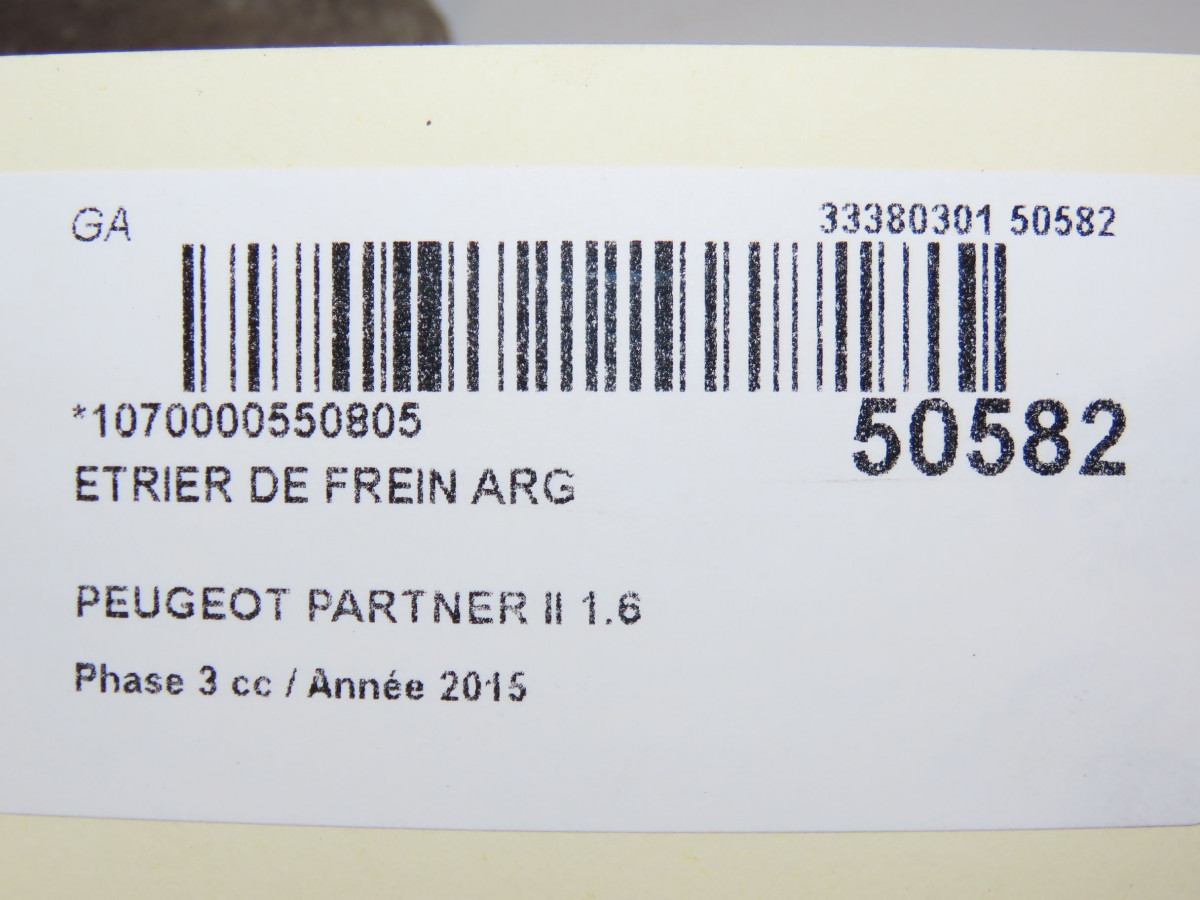 GA
33380301 50582
*1070000550805
50582
ETRIER DE FREIN ARG
PEUGEOT PARTNER II 1.6
Phase 3 cc / Année 2015